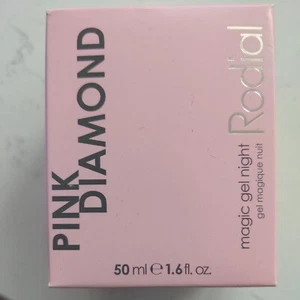 PINK
DIAMOND
magic gel night
gel magique nuit
Rodial
50 ml ℮ 1.6 fl. oz.